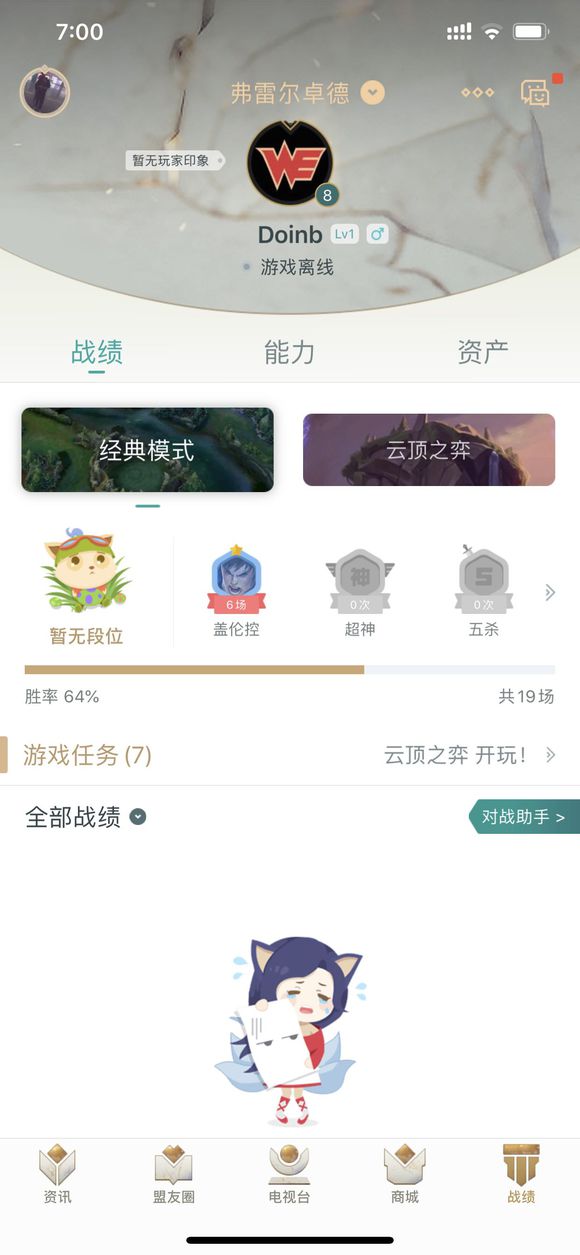 7:00
弗雷尔卓德
暂无玩家印象
WE
8
Doinb Lv1
游戏离线
战绩 能力 资产
经典模式 云顶之弈
神 S
6场 0次 0次
暂无段位 盖伦控 超神 五杀
胜率 64% 共19场
游戏任务 (7) 云顶之弈 开玩!
全部战绩 对战助手 >
资讯 盟友圈 电视台 商城 战绩